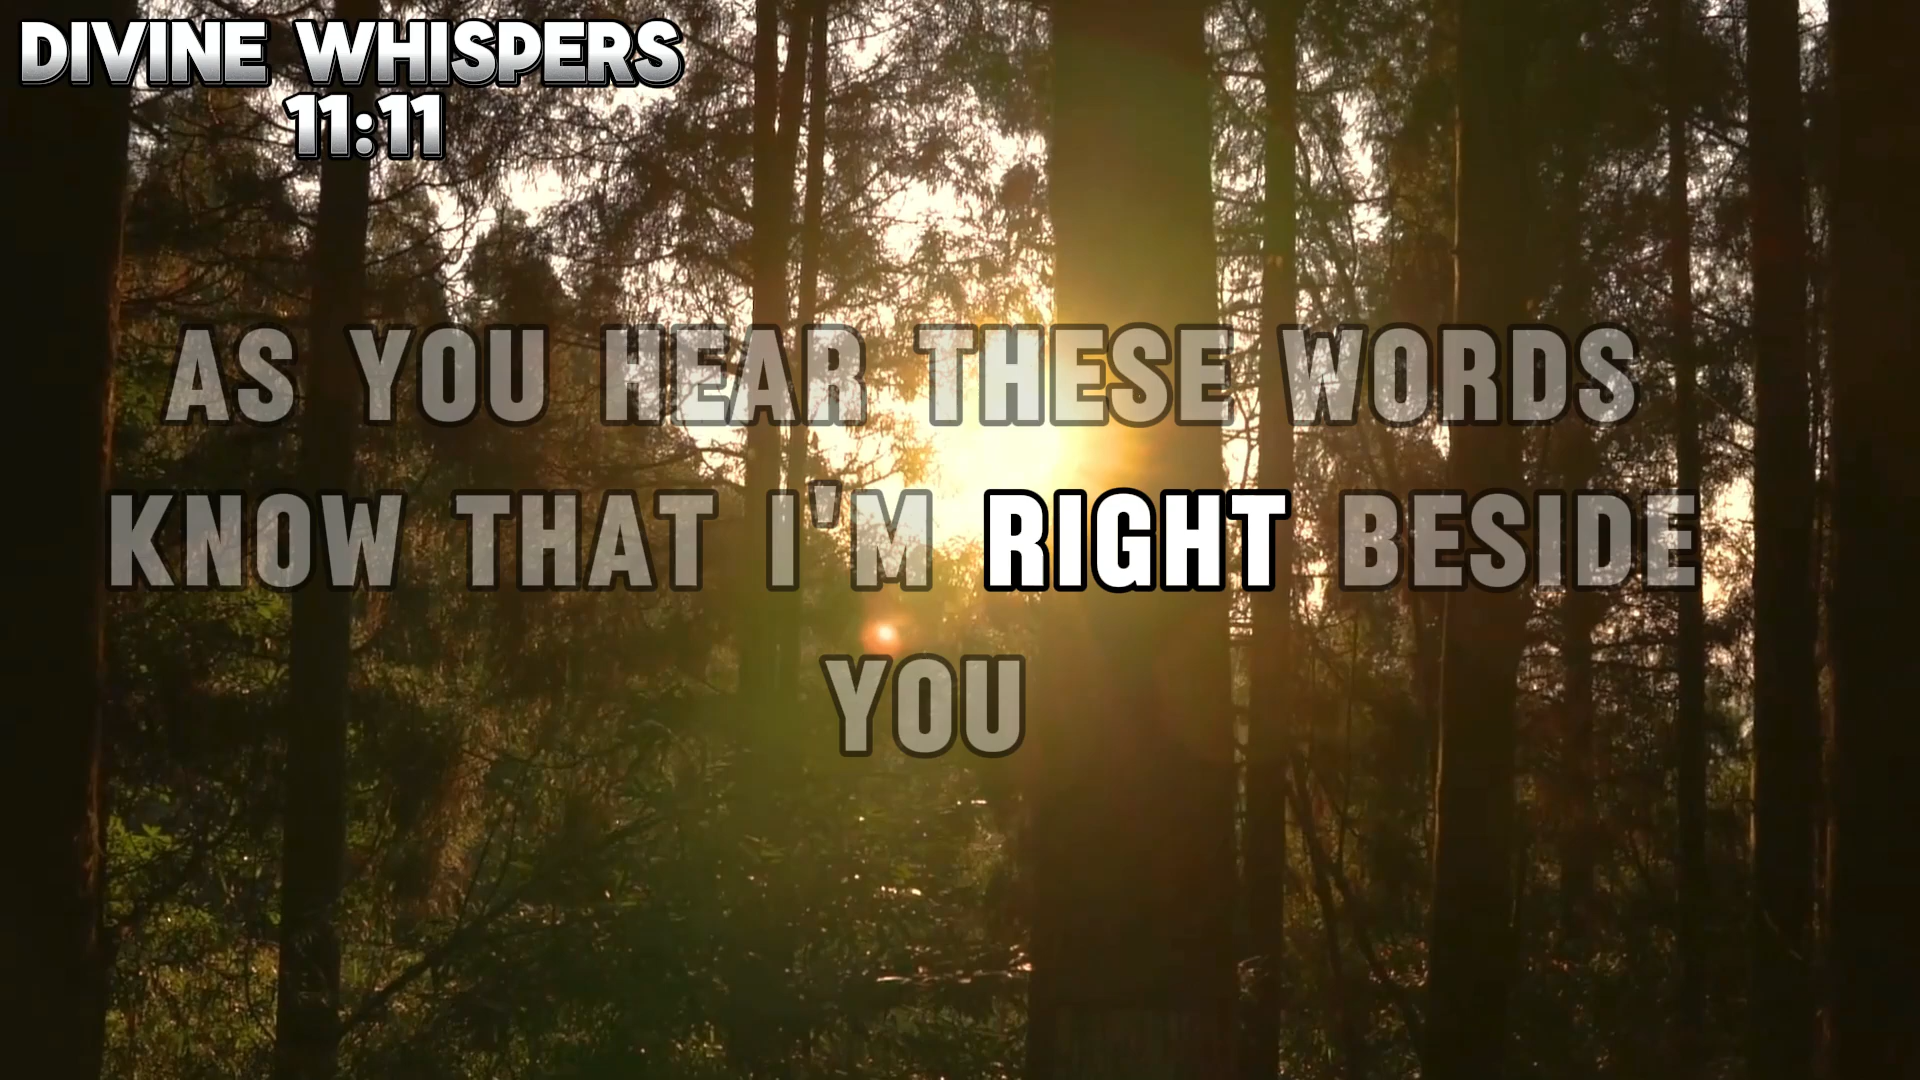 DIVINE WHISPERS
11:11
AS YOU HEAR THESE WORDS
KNOW THAT I'M RIGHT BESIDE
YOU